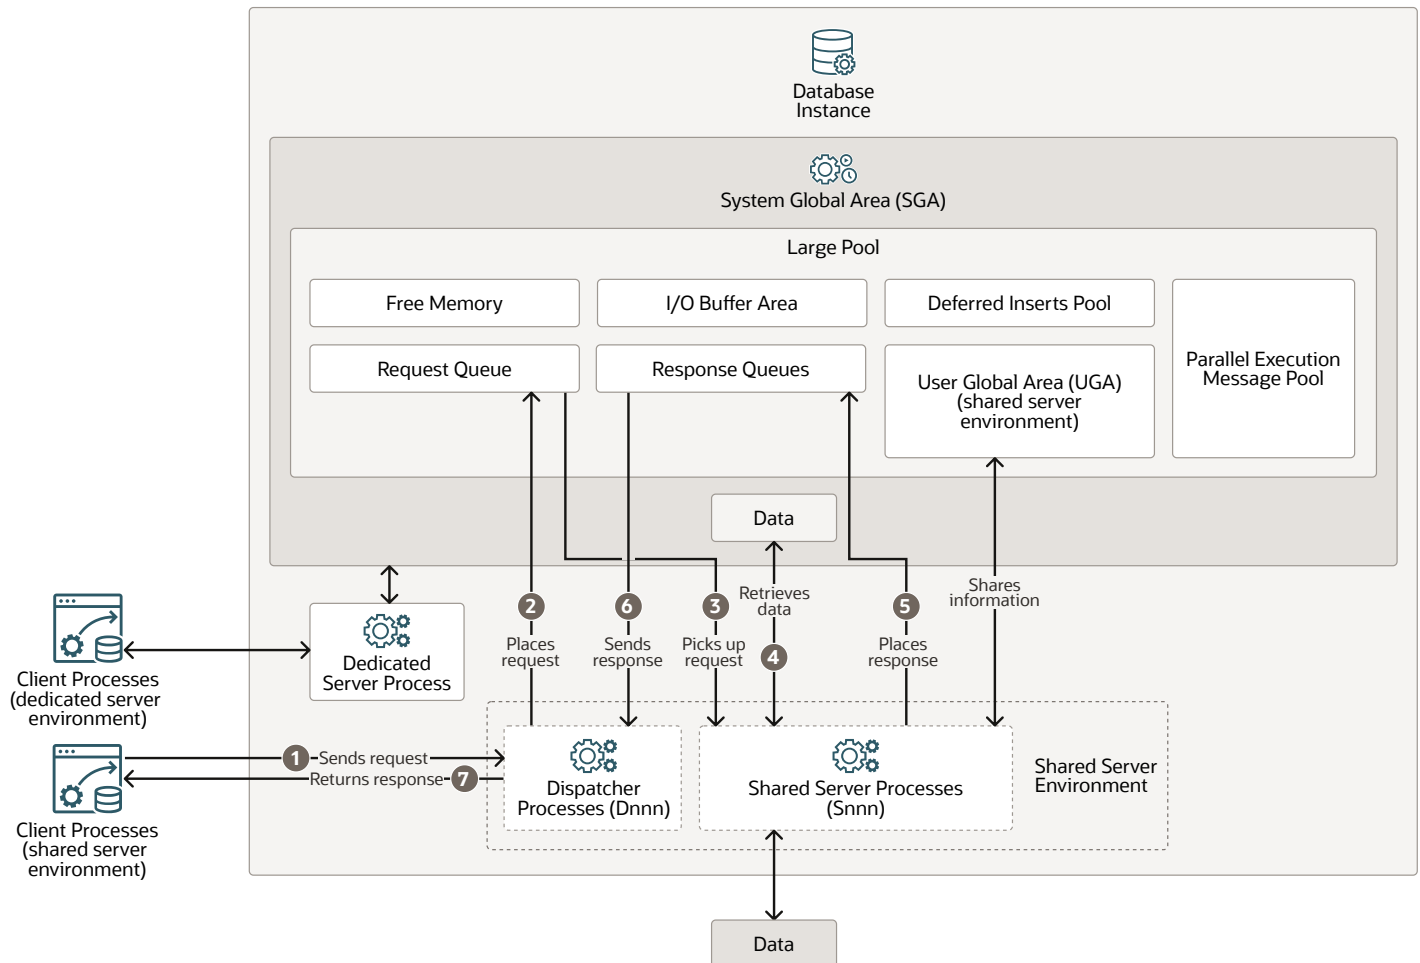 Database
Instance
System Global Area (SGA)
Large Pool
Free Memory
I/O Buffer Area
Deferred Inserts Pool
Parallel Execution
Message Pool
Request Queue
Response Queues
User Global Area (UGA)
(shared server
environment)
Data
2
Places
request
6
Sends
response
3
Picks up
request
Retrieves
data
4
5
Places
response
Shares
information
Client Processes
(dedicated server
environment)
Dedicated
Server Process
Client Processes
(shared server
environment)
1 Sends request
Returns response 7
Dispatcher
Processes (Dnnn)
Shared Server Processes
(Snnn)
Shared Server
Environment
Data